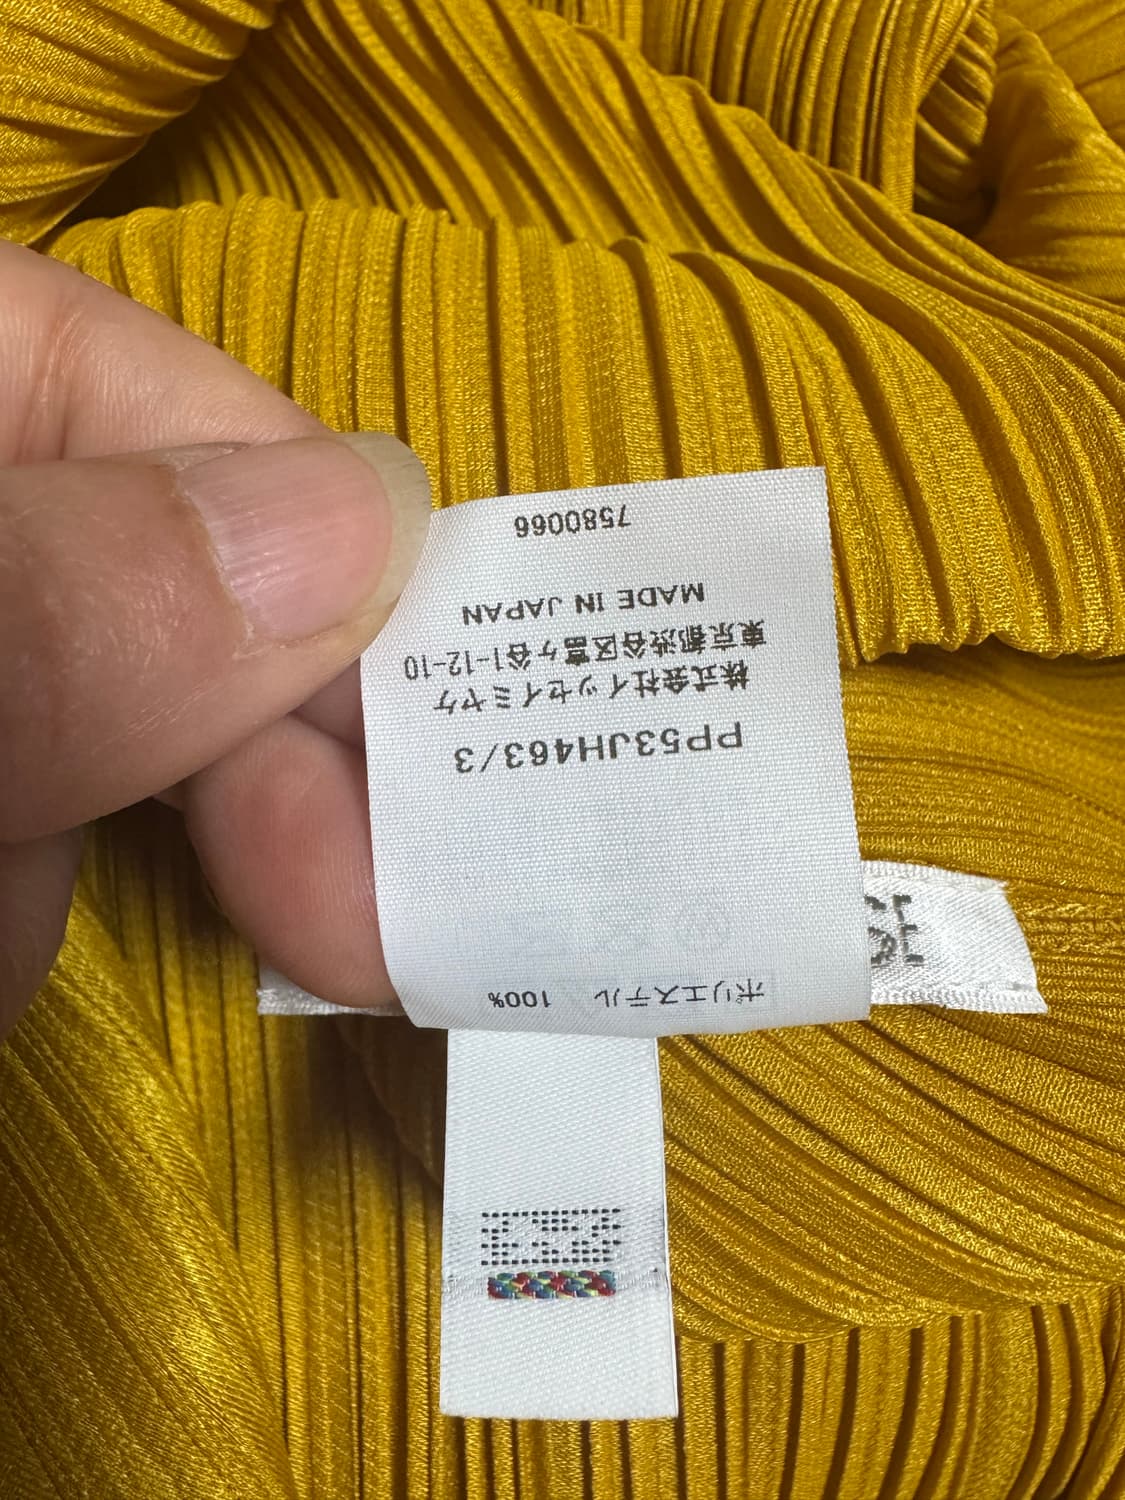 ポリエステル 100%
PP53JH463/3
株式会社イッセイミヤケ
東京都渋谷区富ヶ谷1-12-10
MADE IN JAPAN
7580066